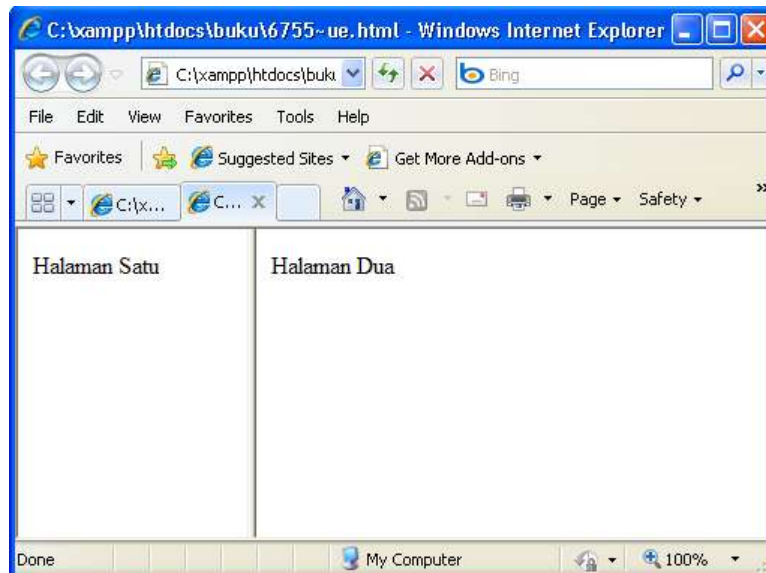 C:\xampp\htdocs\buku\6755~ue.html - Windows Internet Explorer
C:\xampp\htdocs\buku Bing
File Edit View Favorites Tools Help
Favorites Suggested Sites Get More Add-ons
C:\x... C... x Page Safety »
Halaman Satu Halaman Dua
Done My Computer 100%